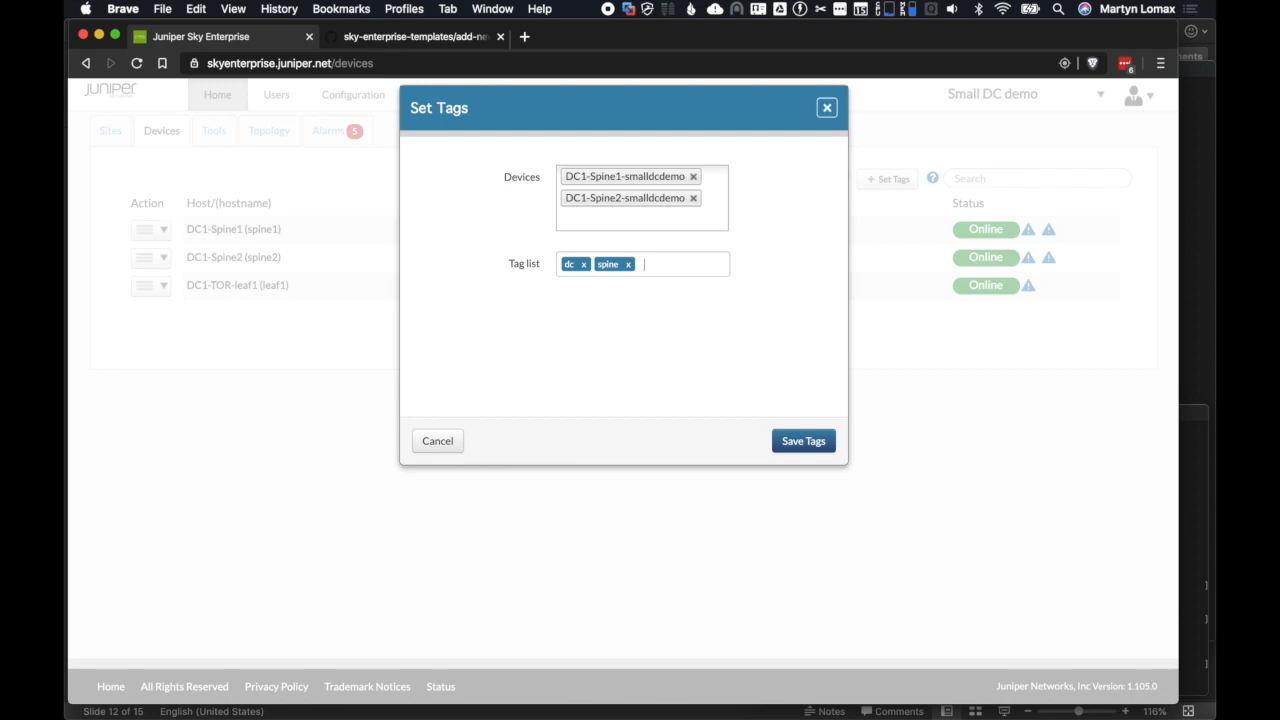 Brave File Edit View History Bookmarks Profiles Tab Window Help Martyn Lomax
Juniper Sky Enterprise
sky-enterprise-templates/add-ne
skyenterprise.juniper.net/devices
6
ents
JUNIPER
Home Users Configuration
Small DC demo
Set Tags
Sites Devices Tools Topology Alarms 5
Devices
DC1-Spine1-smalldcdemo
DC1-Spine2-smalldcdemo
+ Set Tags
Search
Action Host/(hostname) Status
DC1-Spine1 (spine1) Online
DC1-Spine2 (spine2) Online
Tag list dc x spine x
DC1-TOR-leaf1 (leaf1) Online
Cancel Save Tags
Home All Rights Reserved Privacy Policy Trademark Notices Status
Juniper Networks, Inc Version: 1.105.0
Slide 12 of 15 English (United States) Notes Comments 116%